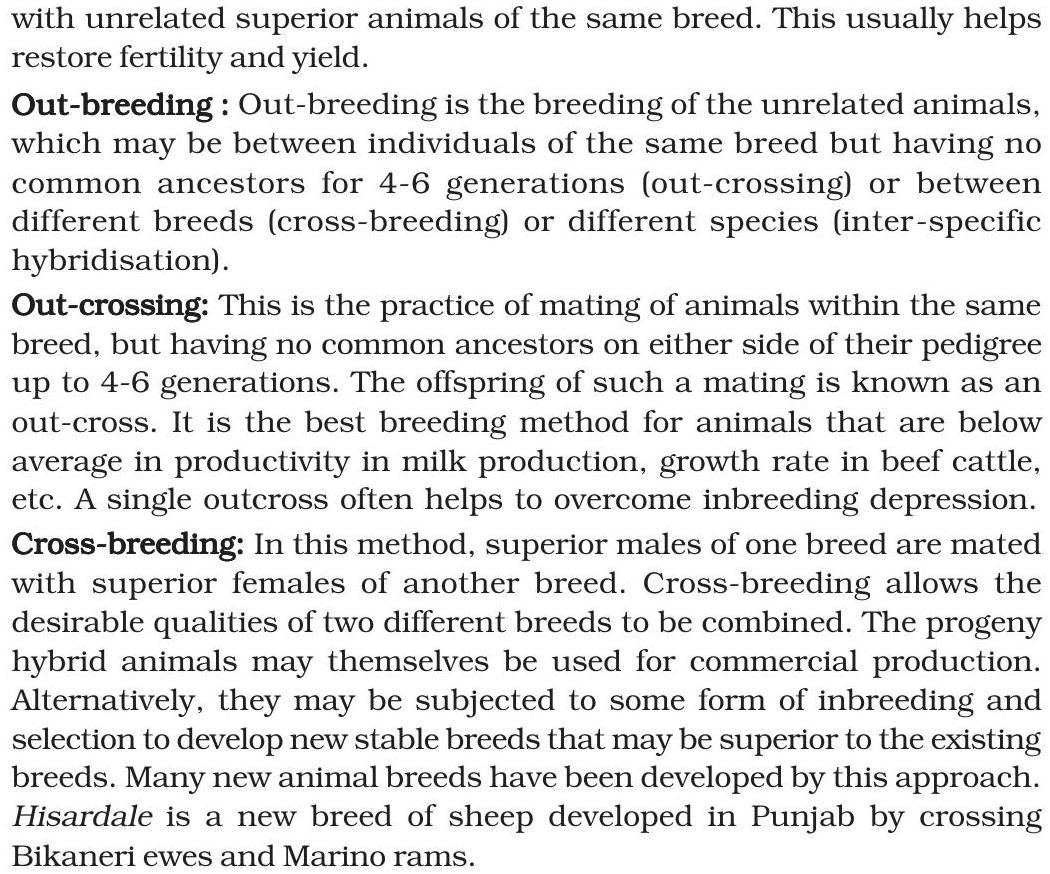 with unrelated superior animals of the same breed. This usually helps
restore fertility and yield.
Out-breeding : Out-breeding is the breeding of the unrelated animals,
which may be between individuals of the same breed but having no
common ancestors for 4-6 generations (out-crossing) or between
different breeds (cross-breeding) or different species (inter-specific
hybridisation).
Out-crossing: This is the practice of mating of animals within the same
breed, but having no common ancestors on either side of their pedigree
up to 4-6 generations. The offspring of such a mating is known as an
out-cross. It is the best breeding method for animals that are below
average in productivity in milk production, growth rate in beef cattle,
etc. A single outcross often helps to overcome inbreeding depression.
Cross-breeding: In this method, superior males of one breed are mated
with superior females of another breed. Cross-breeding allows the
desirable qualities of two different breeds to be combined. The progeny
hybrid animals may themselves be used for commercial production.
Alternatively, they may be subjected to some form of inbreeding and
selection to develop new stable breeds that may be superior to the existing
breeds. Many new animal breeds have been developed by this approach.
Hisardale is a new breed of sheep developed in Punjab by crossing
Bikaneri ewes and Marino rams.